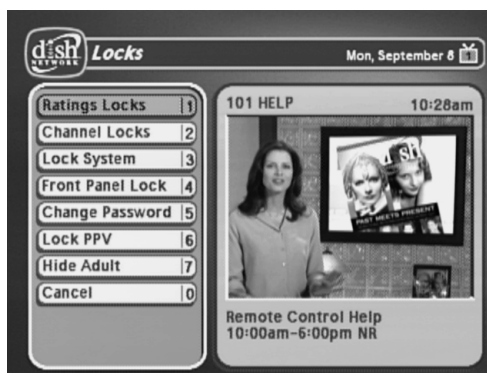 dish
NETWORK
Locks
Mon, September 8
1
Ratings Locks 1
Channel Locks 2
Lock System 3
Front Panel Lock 4
Change Password 5
Lock PPV 6
Hide Adult 7
Cancel 0
101 HELP 10:28am
dish
PAST MEETS PRESENT
Remote Control Help
10:00am-6:00pm NR